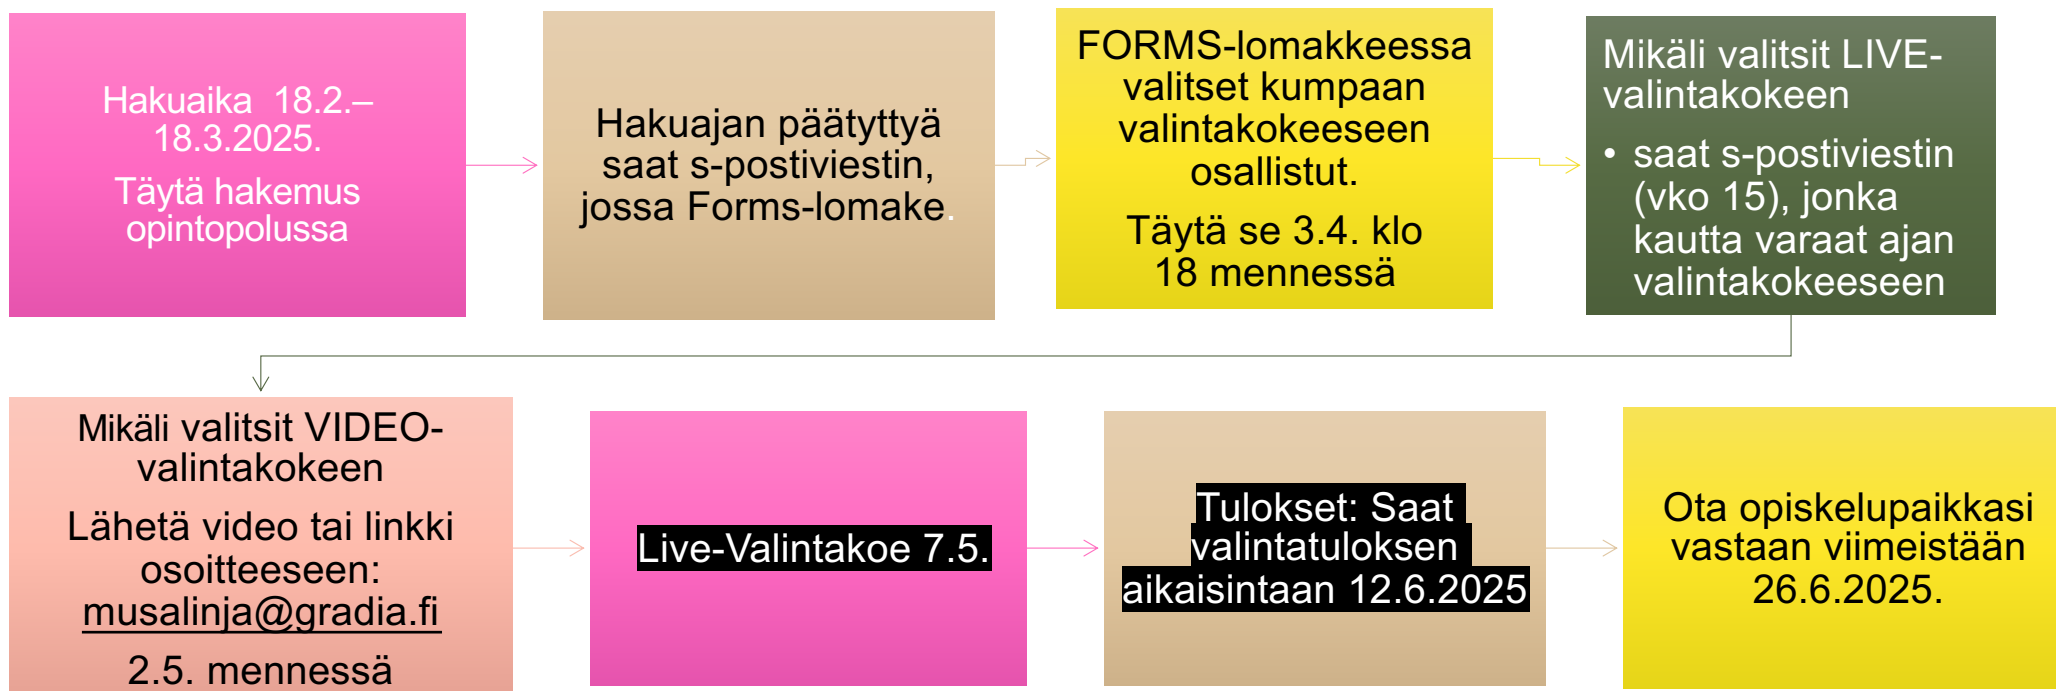 Hakuaika 18.2.–
18.3.2025.
Täytä hakemus
opintopolussa
Hakuajan päätyttyä
saat s-postiviestin,
jossa Forms-lomake.
FORMS-lomakkeessa
valitset kumpaan
valintakokeeseen
osallistut.
Täytä se 3.4. klo
18 mennessä
Mikäli valitsit LIVE-
valintakokeen
• saat s-postiviestin
(vko 15), jonka
kautta varaat ajan
valintakokeeseen
Mikäli valitsit VIDEO-
valintakokeen
Lähetä video tai linkki
osoitteeseen:
musalinja@gradia.fi
2.5. mennessä
Live-Valintakoe 7.5.
Tulokset: Saat
valintatuloksen
aikaisintaan 12.6.2025
Ota opiskelupaikkasi
vastaan viimeistään
26.6.2025.